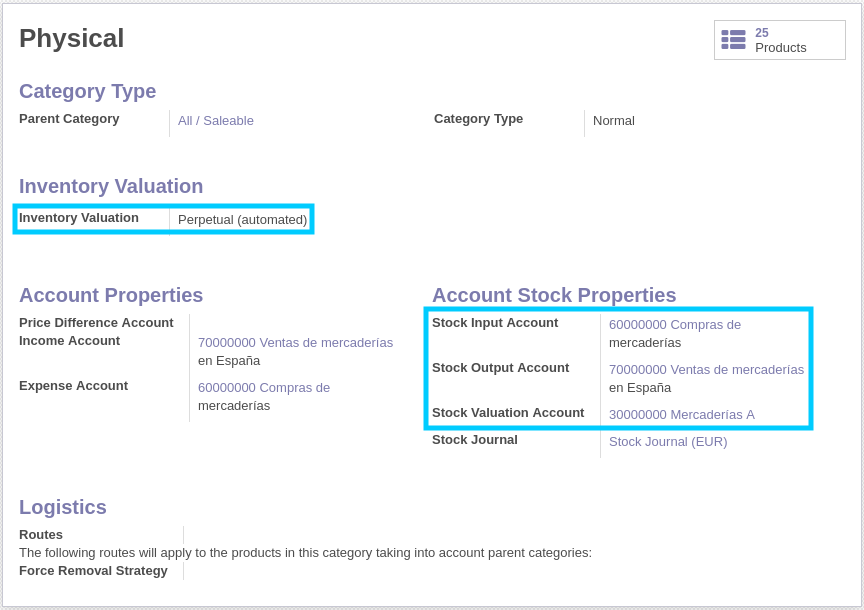 Physical
25
Products
Category Type
Parent Category
All / Saleable
Category Type
Normal
Inventory Valuation
Inventory Valuation
Perpetual (automated)
Account Properties
Price Difference Account
Income Account
70000000 Ventas de mercaderías
en España
Expense Account
60000000 Compras de
mercaderías
Account Stock Properties
Stock Input Account
60000000 Compras de
mercaderías
Stock Output Account
70000000 Ventas de mercaderías
en España
Stock Valuation Account
30000000 Mercaderías A
Stock Journal
Stock Journal (EUR)
Logistics
Routes
The following routes will apply to the products in this category taking into account parent categories:
Force Removal Strategy